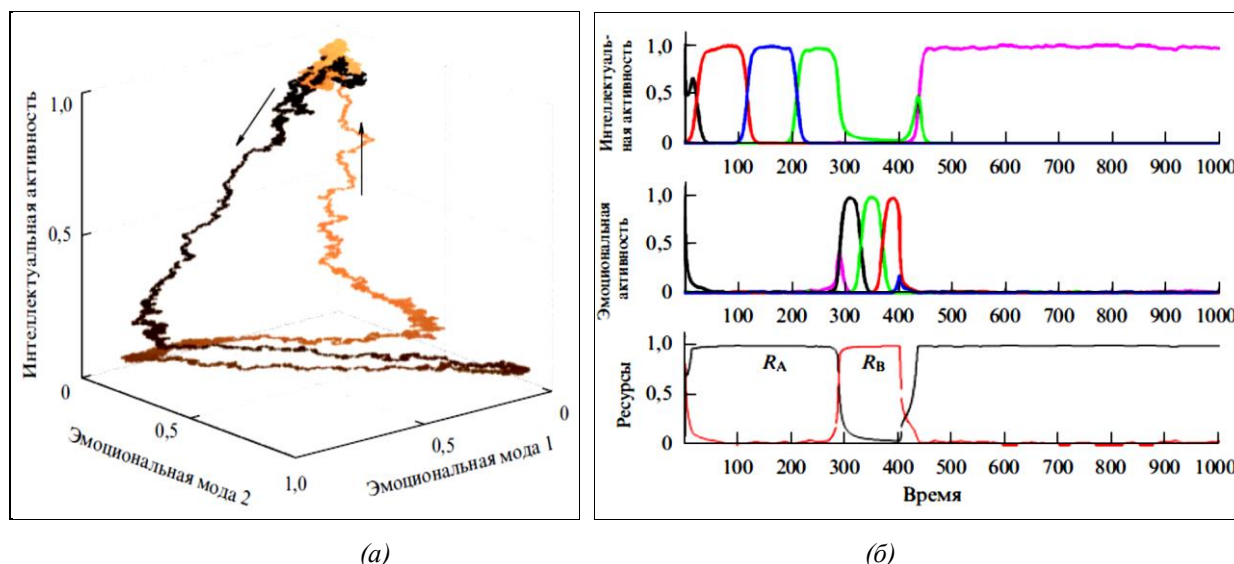 Интеллектуальная активность
1,0
0,5
0
0,5
1,0
0,5
0
Эмоциональная мода 2
Эмоциональная мода 1
(а)
Интеллектуаль-
ная активность
1,0
0,5
0
100 200 300 400 500 600 700 800 900 1000
Эмоциональная
активность
1,0
0,5
0
100 200 300 400 500 600 700 800 900 1000
Ресурсы
1,0
0,5
0
RA RB
100 200 300 400 500 600 700 800 900 1000
Время
(б)